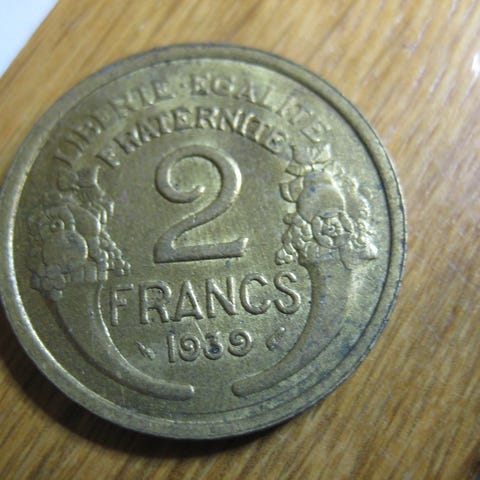 LIBERTE · EGALITE
FRATERNITE
2
FRANCS
1939